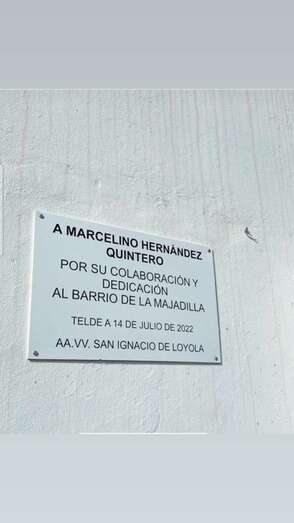 A MARCELINO HERNÁNDEZ
QUINTERO
POR SU COLABORACIÓN Y
DEDICACIÓN
AL BARRIO DE LA MAJADILLA
TELDE A 14 DE JULIO DE 2022
AA.VV. SAN IGNACIO DE LOYOLA